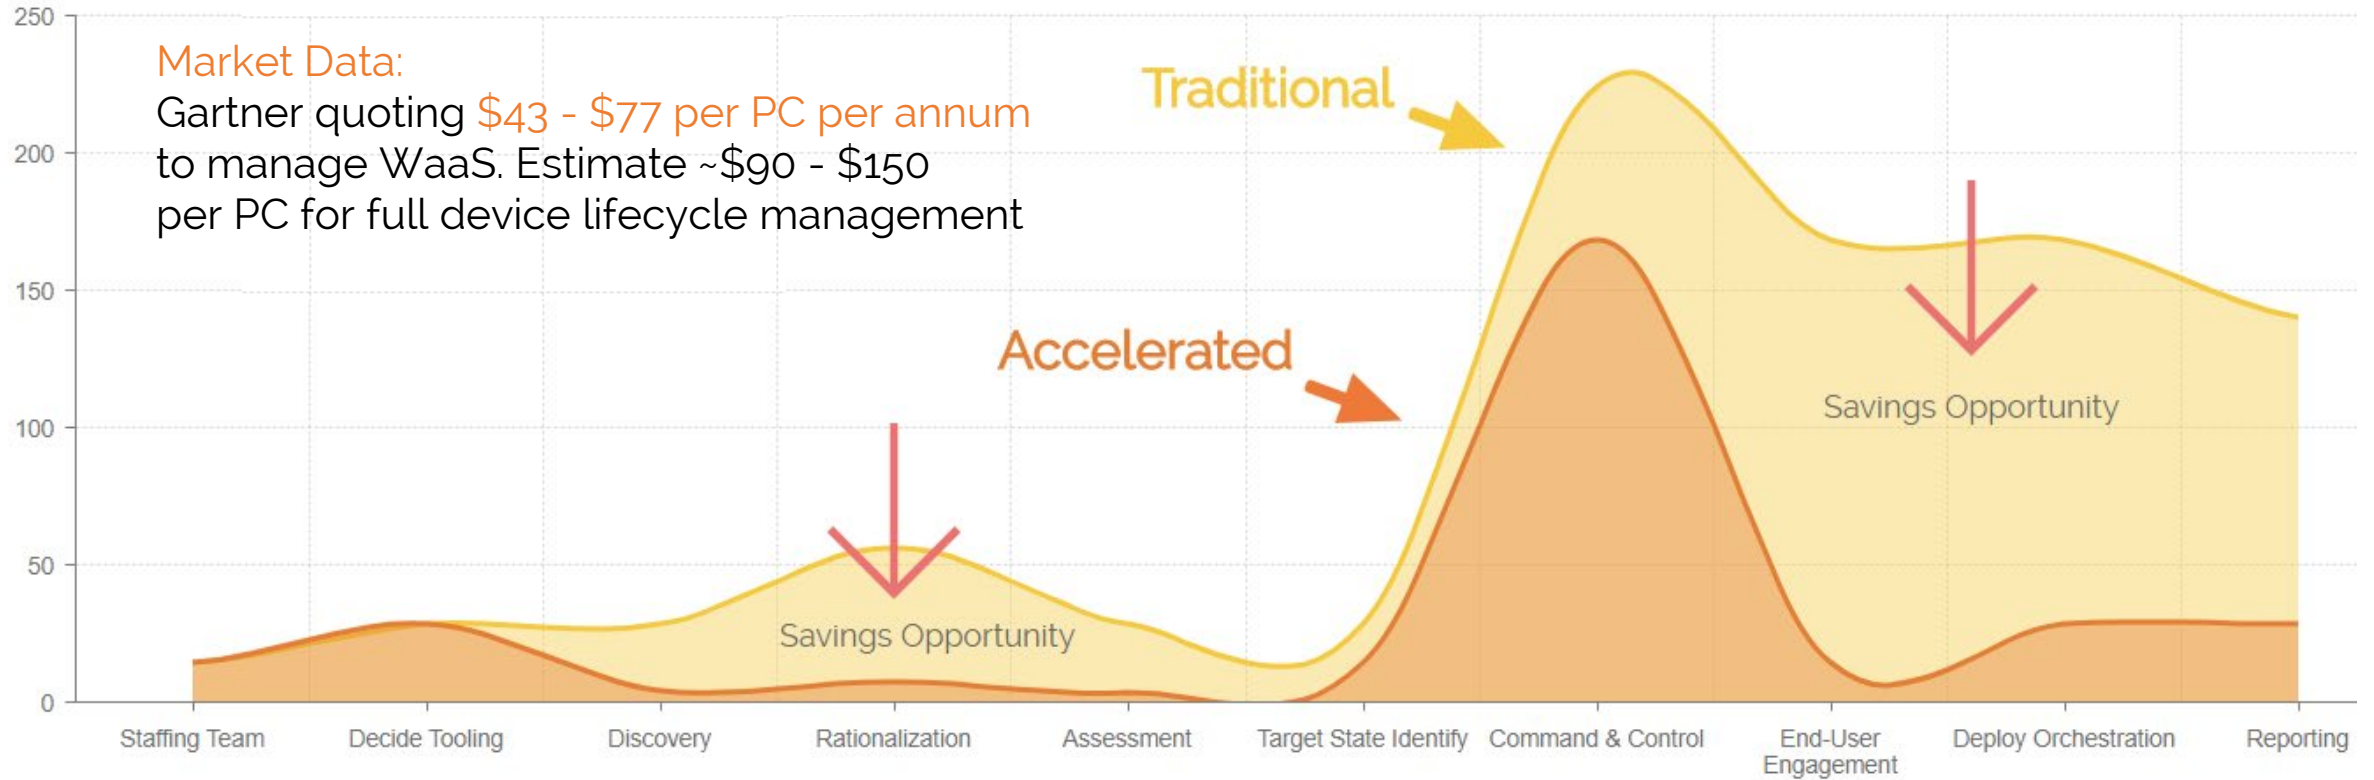 Market Data:
Gartner quoting $43 - $77 per PC per annum
to manage WaaS. Estimate ~$90 - $150
per PC for full device lifecycle management
Traditional
Accelerated
Savings Opportunity
Savings Opportunity
250
200
150
100
50
0
Staffing Team
Decide Tooling
Discovery
Rationalization
Assessment
Target State Identify
Command & Control
End-User
Engagement
Deploy Orchestration
Reporting